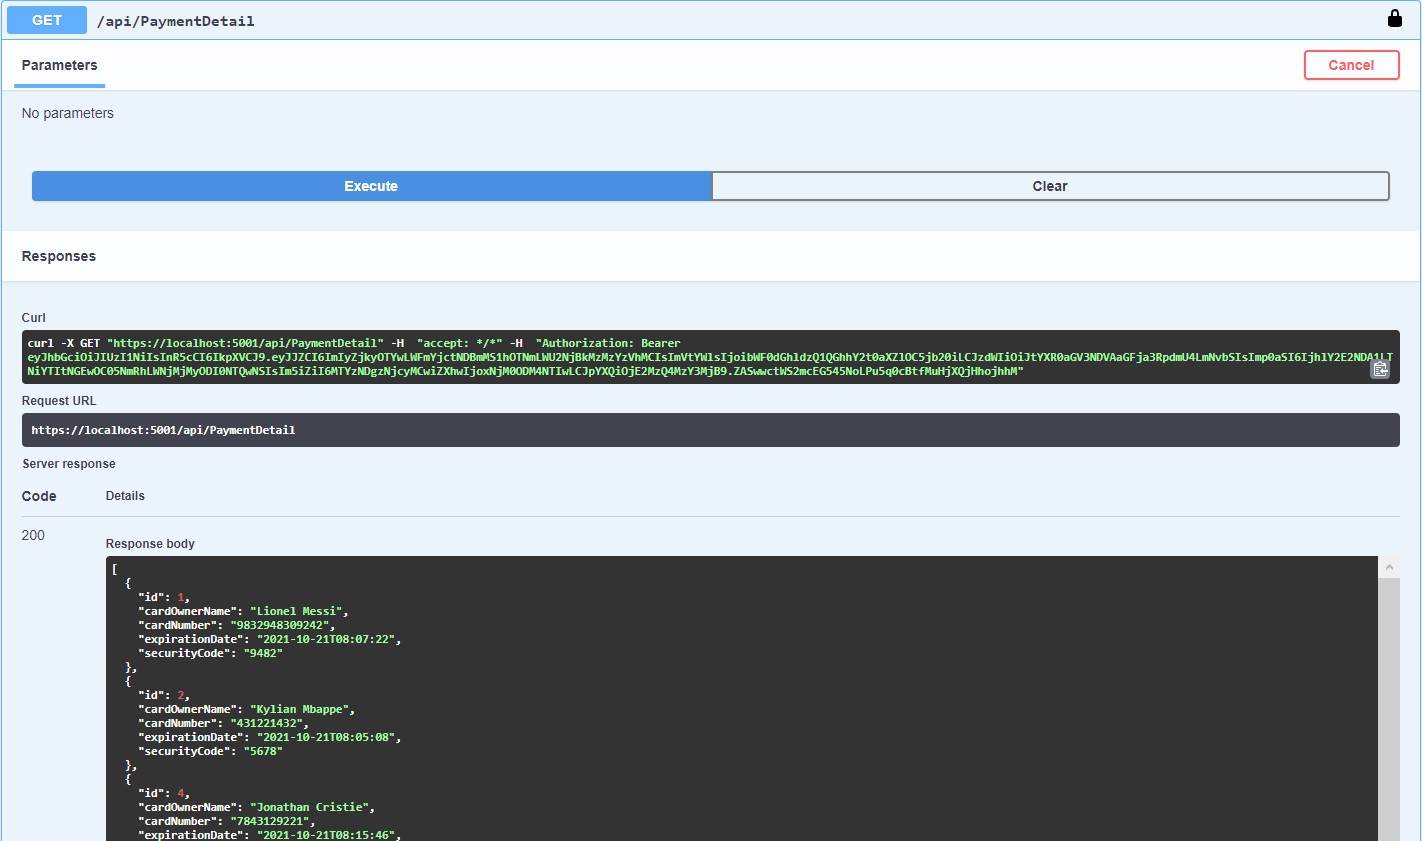 GET /api/PaymentDetail
Parameters
Cancel
No parameters
Execute
Clear
Responses
Curl
curl -X GET "https://localhost:5001/api/PaymentDetail" -H  "accept: */*" -H  "Authorization: Bearer
Request URL
https://localhost:5001/api/PaymentDetail
Server response
Code Details
200
Response body
[
{
"id": 1,
"cardOwnerName": "Lionel Messi",
"cardNumber": "9832948309242",
"expirationDate": "2021-10-21T08:07:22",
"securityCode": "9482"
},
{
"id": 2,
"cardOwnerName": "Kylian Mbappe",
"cardNumber": "431221432",
"expirationDate": "2021-10-21T08:05:08",
"securityCode": "5678"
},
{
"id": 4,
"cardOwnerName": "Jonathan Cristie",
"cardNumber": "7843129221",
"expirationDate": "2021-10-21T08:15:46",